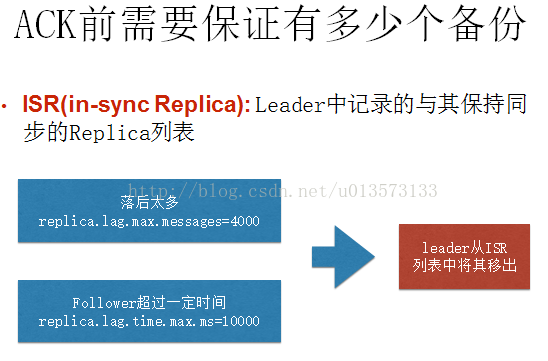 ACK前需要保证有多少个备份
• ISR(in-sync Replica): Leader中记录的与其保持同
步的Replica列表
http://blog.csdn.net/u013573133
落后太多
replica.lag.max.messages=4000
leader从ISR
列表中将其移出
Follower超过一定时间
replica.lag.time.max.ms=10000